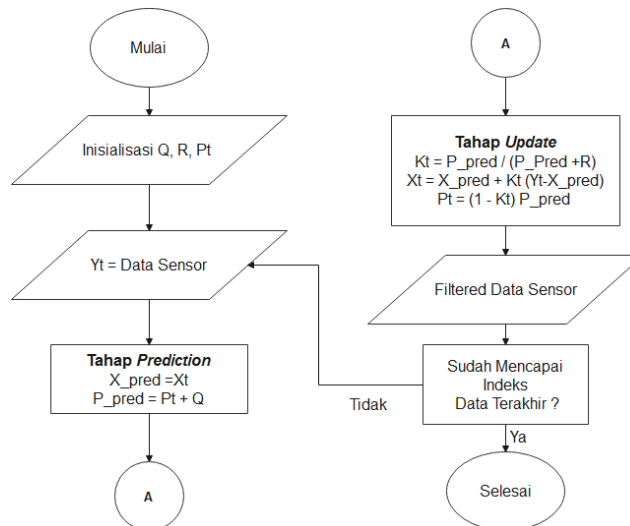 Mulai
Inisialisasi Q, R, Pt
Yt = Data Sensor
Tahap Prediction
X_pred =Xt
P_pred = Pt + Q
A
A
Tahap Update
Kt = P_pred / (P_Pred +R)
Xt = X_pred + Kt (Yt-X_pred)
Pt = (1 - Kt) P_pred
Filtered Data Sensor
Sudah Mencapai
Indeks
Data Terakhir ?
Tidak
Ya
Selesai